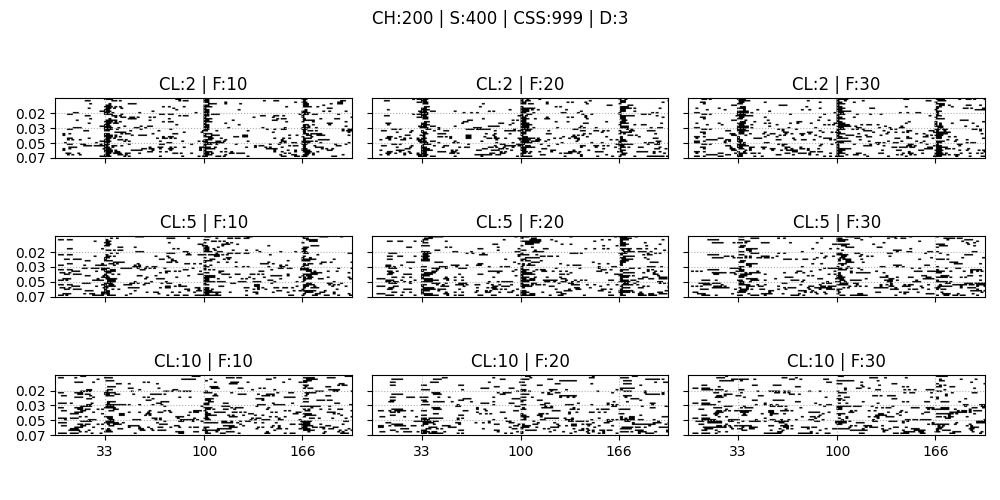 CH:200 | S:400 | CSS:999 | D:3
CL:2 | F:10
CL:2 | F:20
CL:2 | F:30
0.02
0.03
0.05
0.07
CL:5 | F:10
CL:5 | F:20
CL:5 | F:30
0.02
0.03
0.05
0.07
CL:10 | F:10
CL:10 | F:20
CL:10 | F:30
0.02
0.03
0.05
0.07
33 100 166 33 100 166 33 100 166